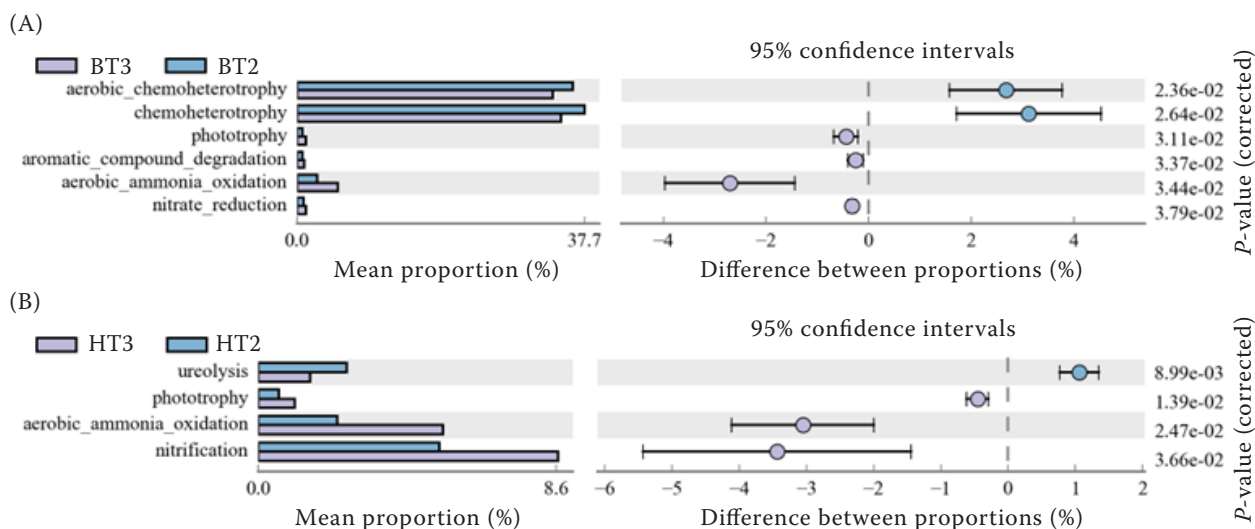 (A)
95% confidence intervals
BT3 BT2
aerobic_chemoheterotrophy 2.36e-02
chemoheterotrophy 2.64e-02
phototrophy 3.11e-02
aromatic_compound_degradation 3.37e-02
aerobic_ammonia_oxidation 3.44e-02
nitrate_reduction 3.79e-02
P-value (corrected)
0.0 37.7 −4 −2 0 2 4
Mean proportion (%) Difference between proportions (%)
(B)
95% confidence intervals
HT3 HT2
ureolysis 8.99e-03
phototrophy 1.39e-02
aerobic_ammonia_oxidation 2.47e-02
nitrification 3.66e-02
P-value (corrected)
0.0 8.6 −6 −5 −4 −3 −2 −1 0 1 2
Mean proportion (%) Difference between proportions (%)